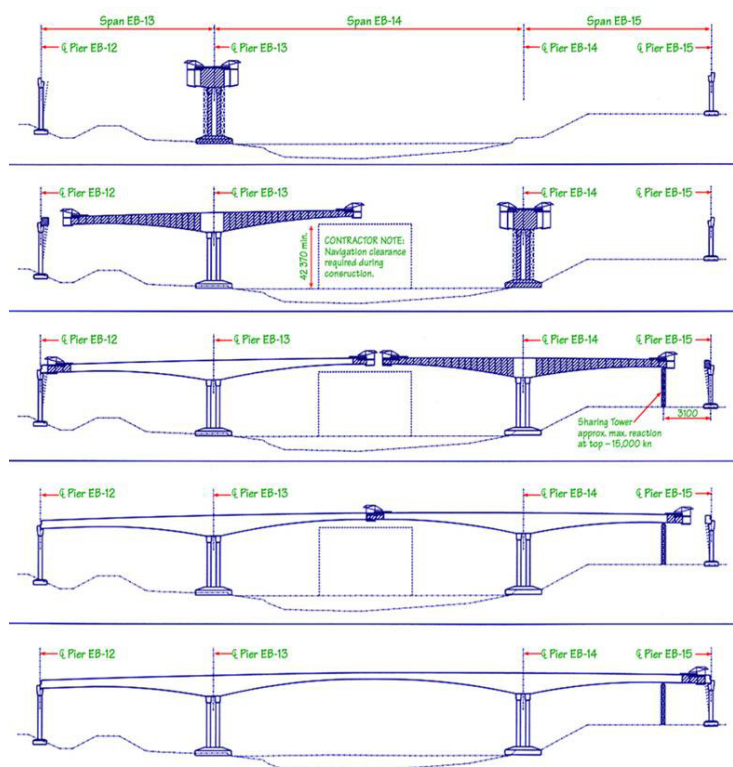 Span EB-13 Span EB-14 Span EB-15
℄ Pier EB-12 ℄ Pier EB-13 ℄ Pier EB-14 ℄ Pier EB-15
℄ Pier EB-12 ℄ Pier EB-13 ℄ Pier EB-14 ℄ Pier EB-15
42 370 min.
CONTRACTOR NOTE:
Navigation clearance
required during
consruction.
℄ Pier EB-12 ℄ Pier EB-13 ℄ Pier EB-14 ℄ Pier EB-15
3100
Sharing Tower
approx. max. reaction
at top – 15,000 kn
℄ Pier EB-12 ℄ Pier EB-13 ℄ Pier EB-14 ℄ Pier EB-15
℄ Pier EB-12 ℄ Pier EB-13 ℄ Pier EB-14 ℄ Pier EB-15